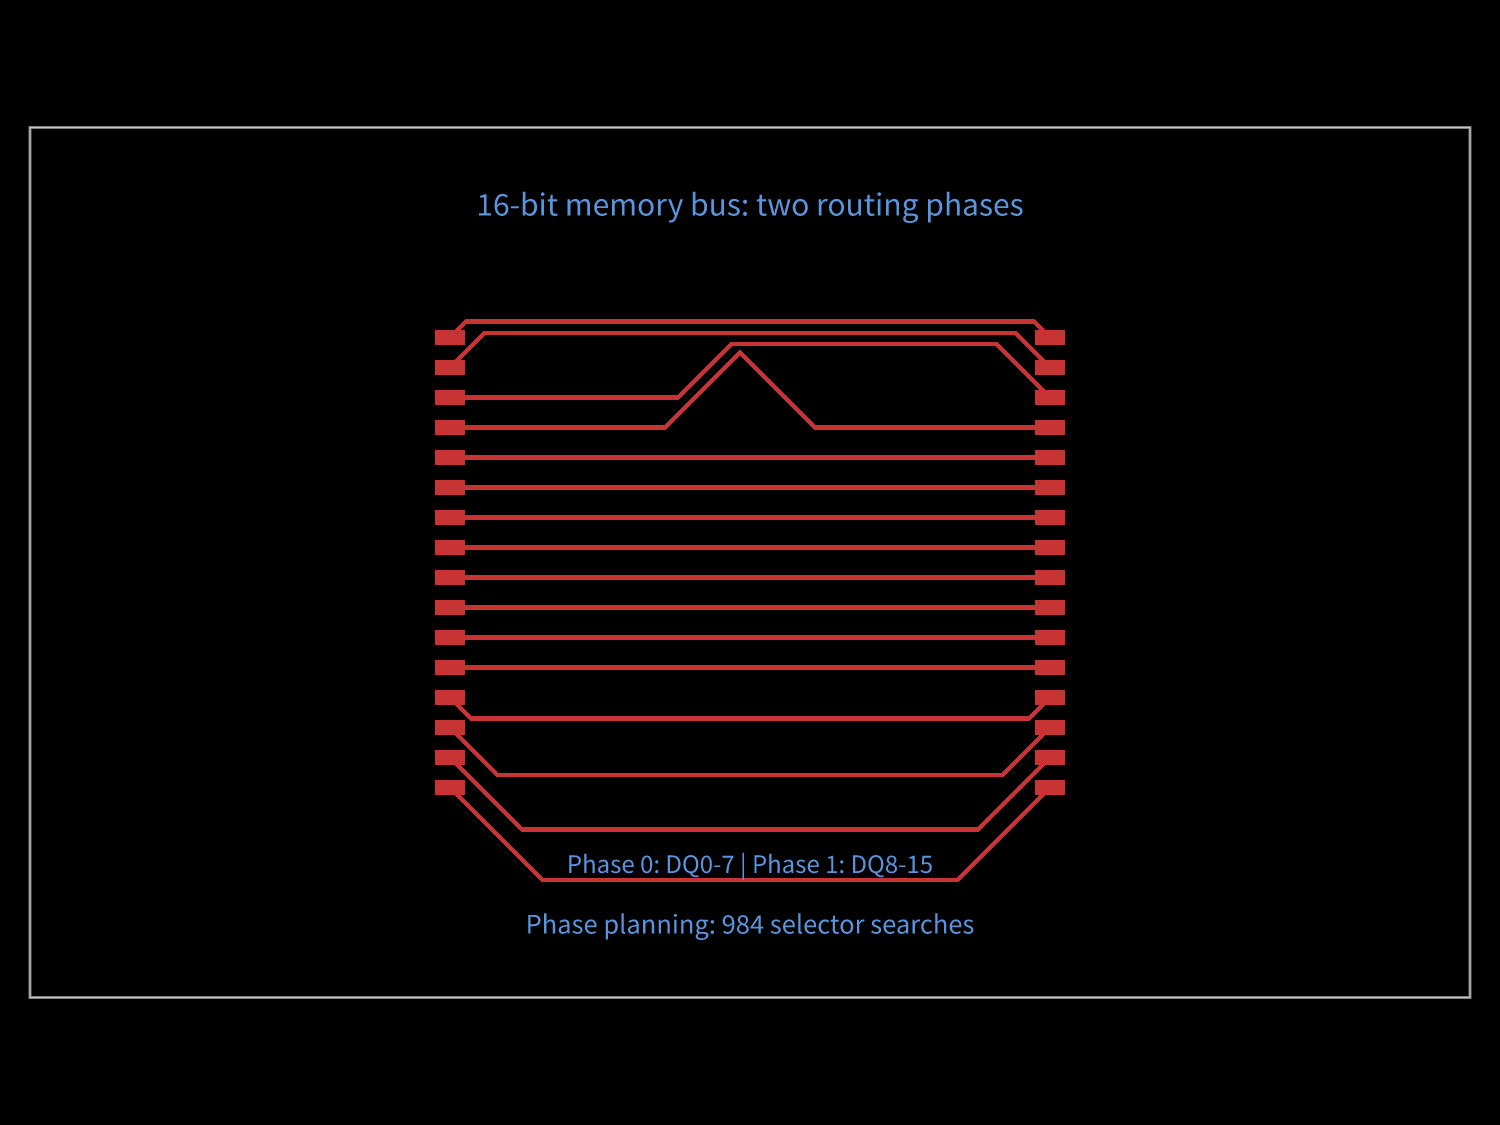 16-bit memory bus: two routing phases
Phase 0: DQ0-7 | Phase 1: DQ8-15
Phase planning: 984 selector searches